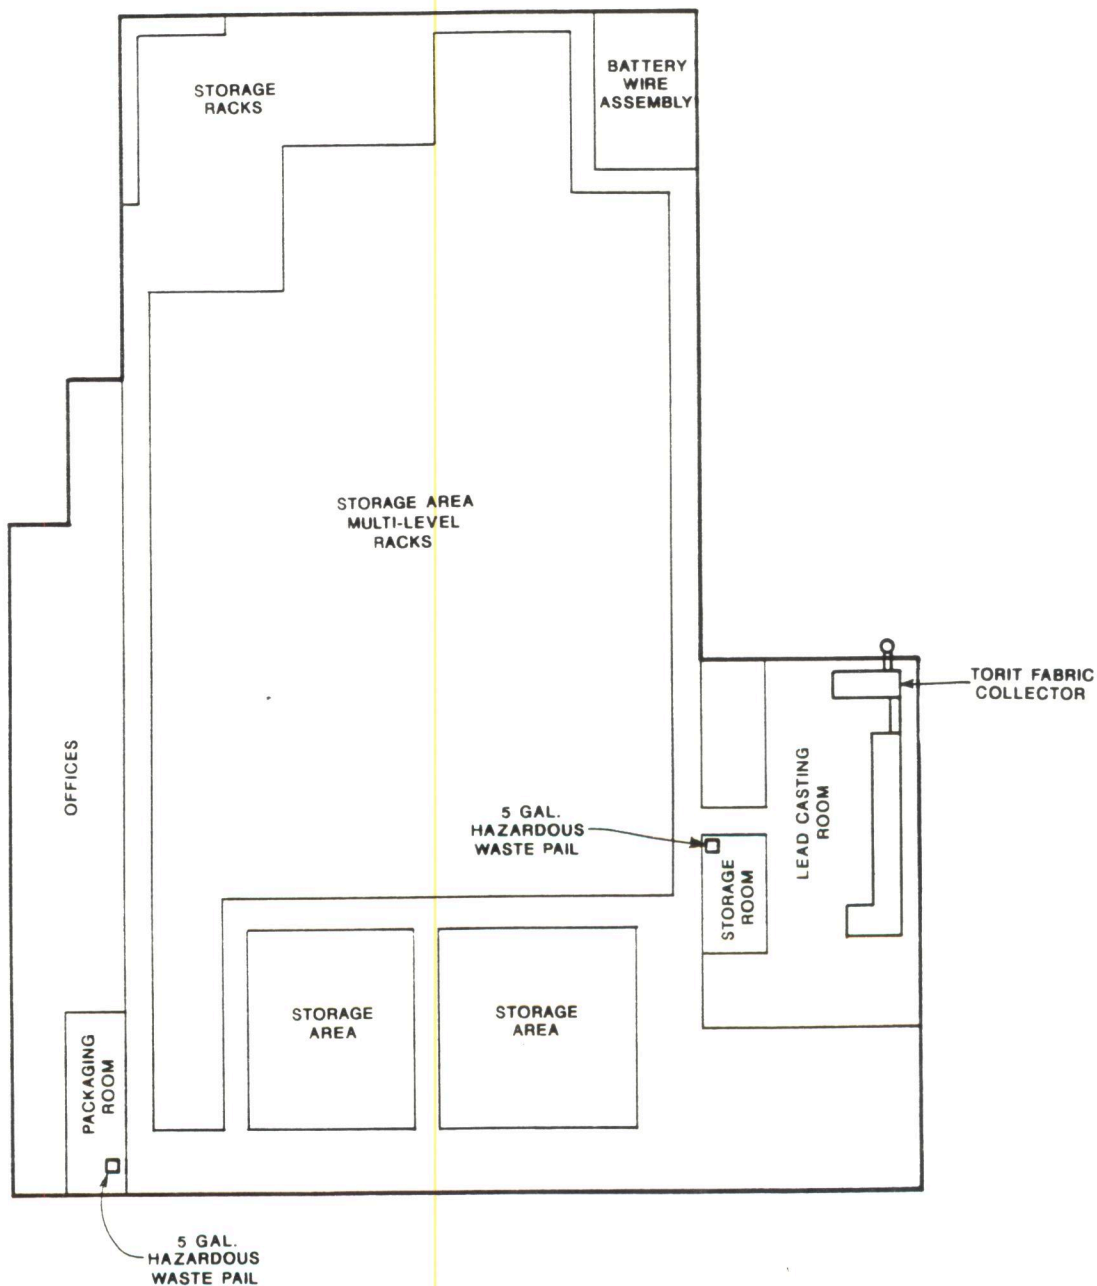 STORAGE
RACKS
BATTERY
WIRE
ASSEMBLY
STORAGE AREA
MULTI-LEVEL
RACKS
TORIT FABRIC
COLLECTOR
OFFICES
5 GAL.
HAZARDOUS
WASTE PAIL
LEAD CASTING
ROOM
STORAGE
ROOM
STORAGE
AREA
STORAGE
AREA
PACKAGING
ROOM
5 GAL.
HAZARDOUS
WASTE PAIL